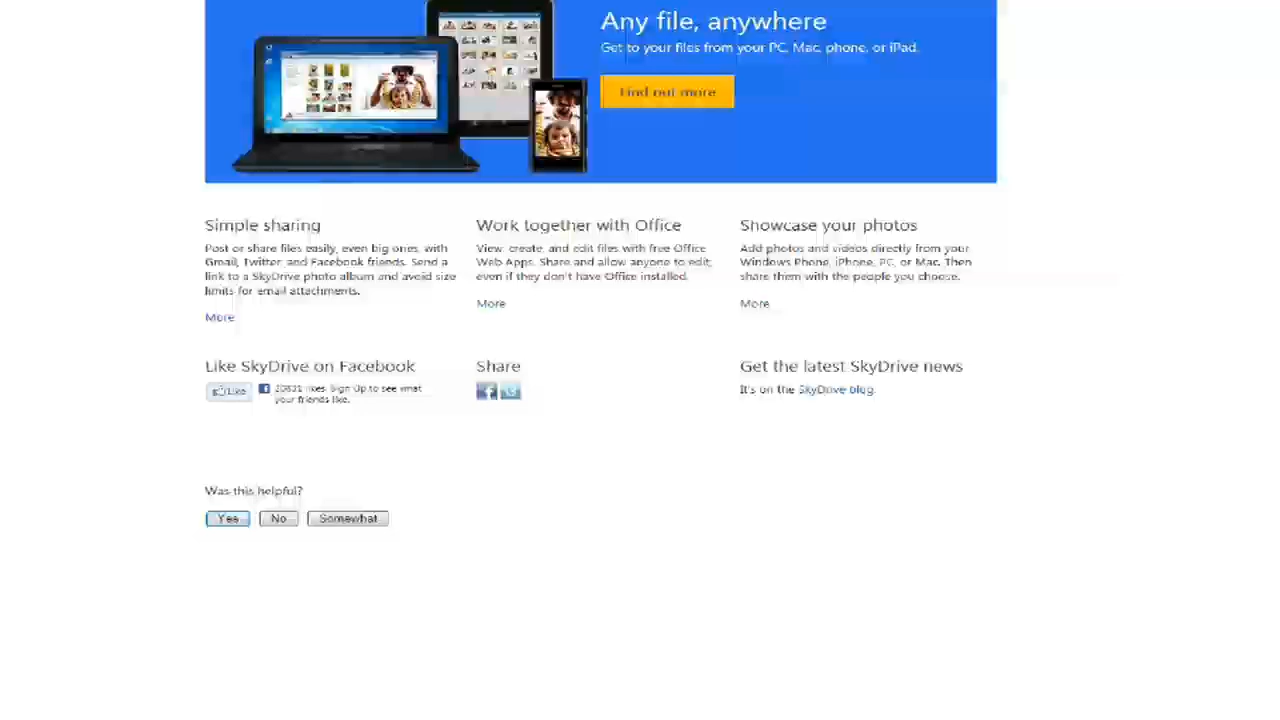 Any file, anywhere
Get to your files from your PC, Mac, phone, or iPad.
Find out more
Simple sharing
Post or share files easily, even big ones, with
Gmail, Twitter, and Facebook friends. Send a
link to a SkyDrive photo album and avoid size
limits for email attachments.
More
Work together with Office
View, create, and edit files with free Office
Web Apps. Share and allow anyone to edit,
even if they don't have Office installed.
More
Showcase your photos
Add photos and videos directly from your
Windows Phone, iPhone, PC, or Mac. Then
share them with the people you choose.
More
Like SkyDrive on Facebook
Like
likes. Sign Up to see what
your friends like.
Share
Get the latest SkyDrive news
It's on the SkyDrive blog.
Was this helpful?
Yes No Somewhat